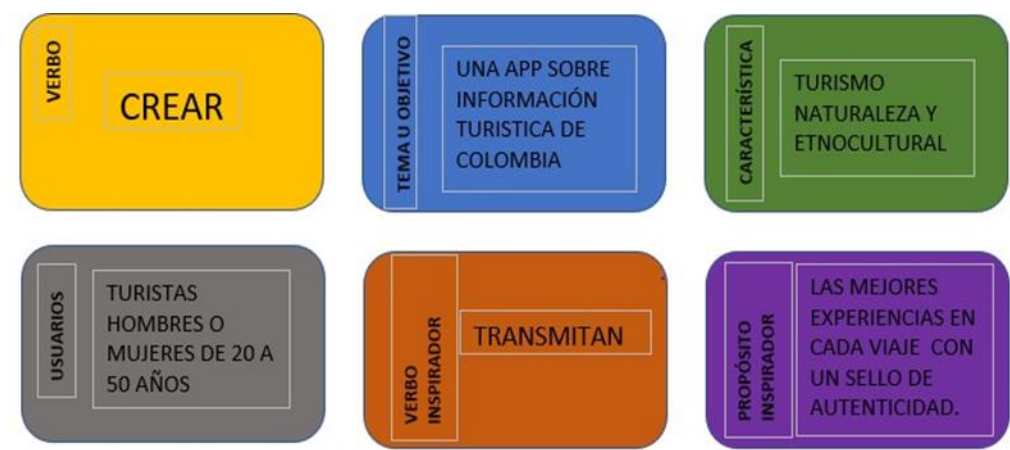 VERBO
CREAR
TEMA U OBJETIVO
UNA APP SOBRE
INFORMACIÓN
TURISTICA DE
COLOMBIA
CARACTERÍSTICA
TURISMO
NATURALEZA Y
ETNOCULTURAL
USUARIOS
TURISTAS
HOMBRES O
MUJERES DE 20 A
50 AÑOS
VERBO
INSPIRADOR
TRANSMITAN
PROPÓSITO
INSPIRADOR
LAS MEJORES
EXPERIENCIAS EN
CADA VIAJE CON
UN SELLO DE
AUTENTICIDAD.